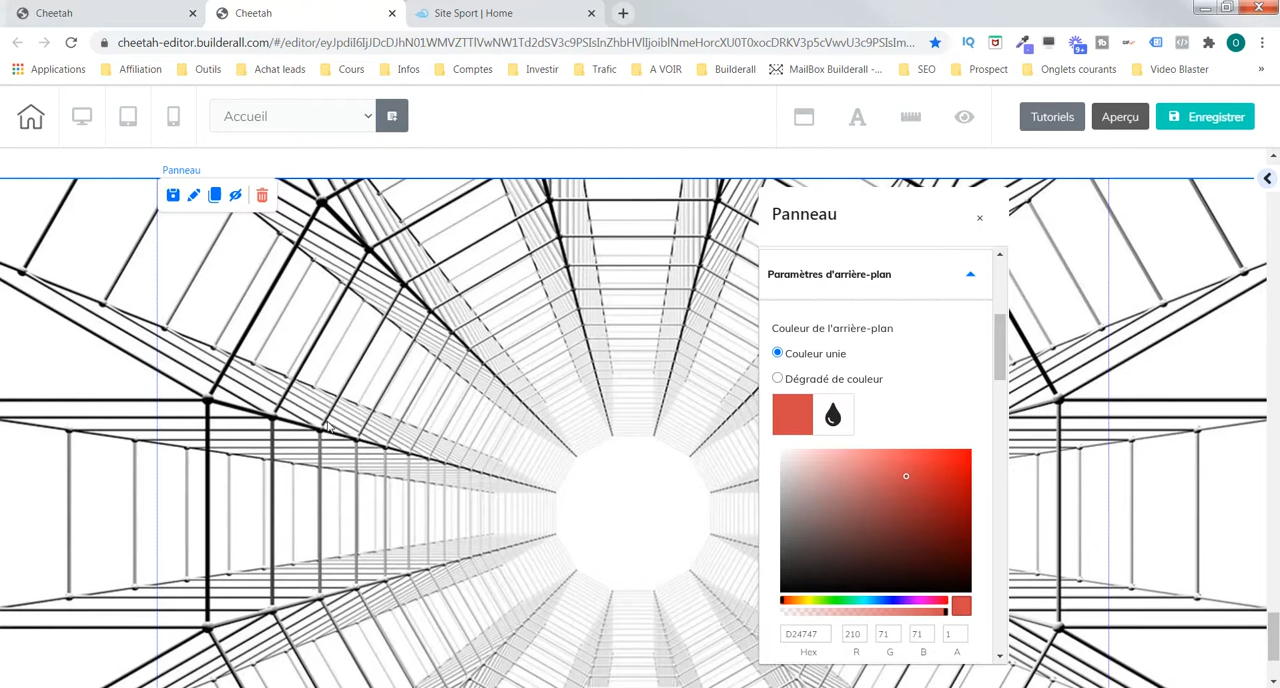 Cheetah
Cheetah
Site Sport | Home
cheetah-editor.builderall.com/#/editor/
Applications
Affiliation
Outils
Achat leads
Cours
Infos
Comptes
Investir
Trafic
A VOIR
Builderall
MailBox Builderall -...
SEO
Prospect
Onglets courants
Video Blaster
»
Accueil
Tutoriels
Aperçu
Enregistrer
Panneau
Panneau
Paramètres d'arrière-plan
Couleur de l'arrière-plan
Couleur unie
Dégradé de couleur
D24747
210
71
71
1
Hex
R
G
B
A